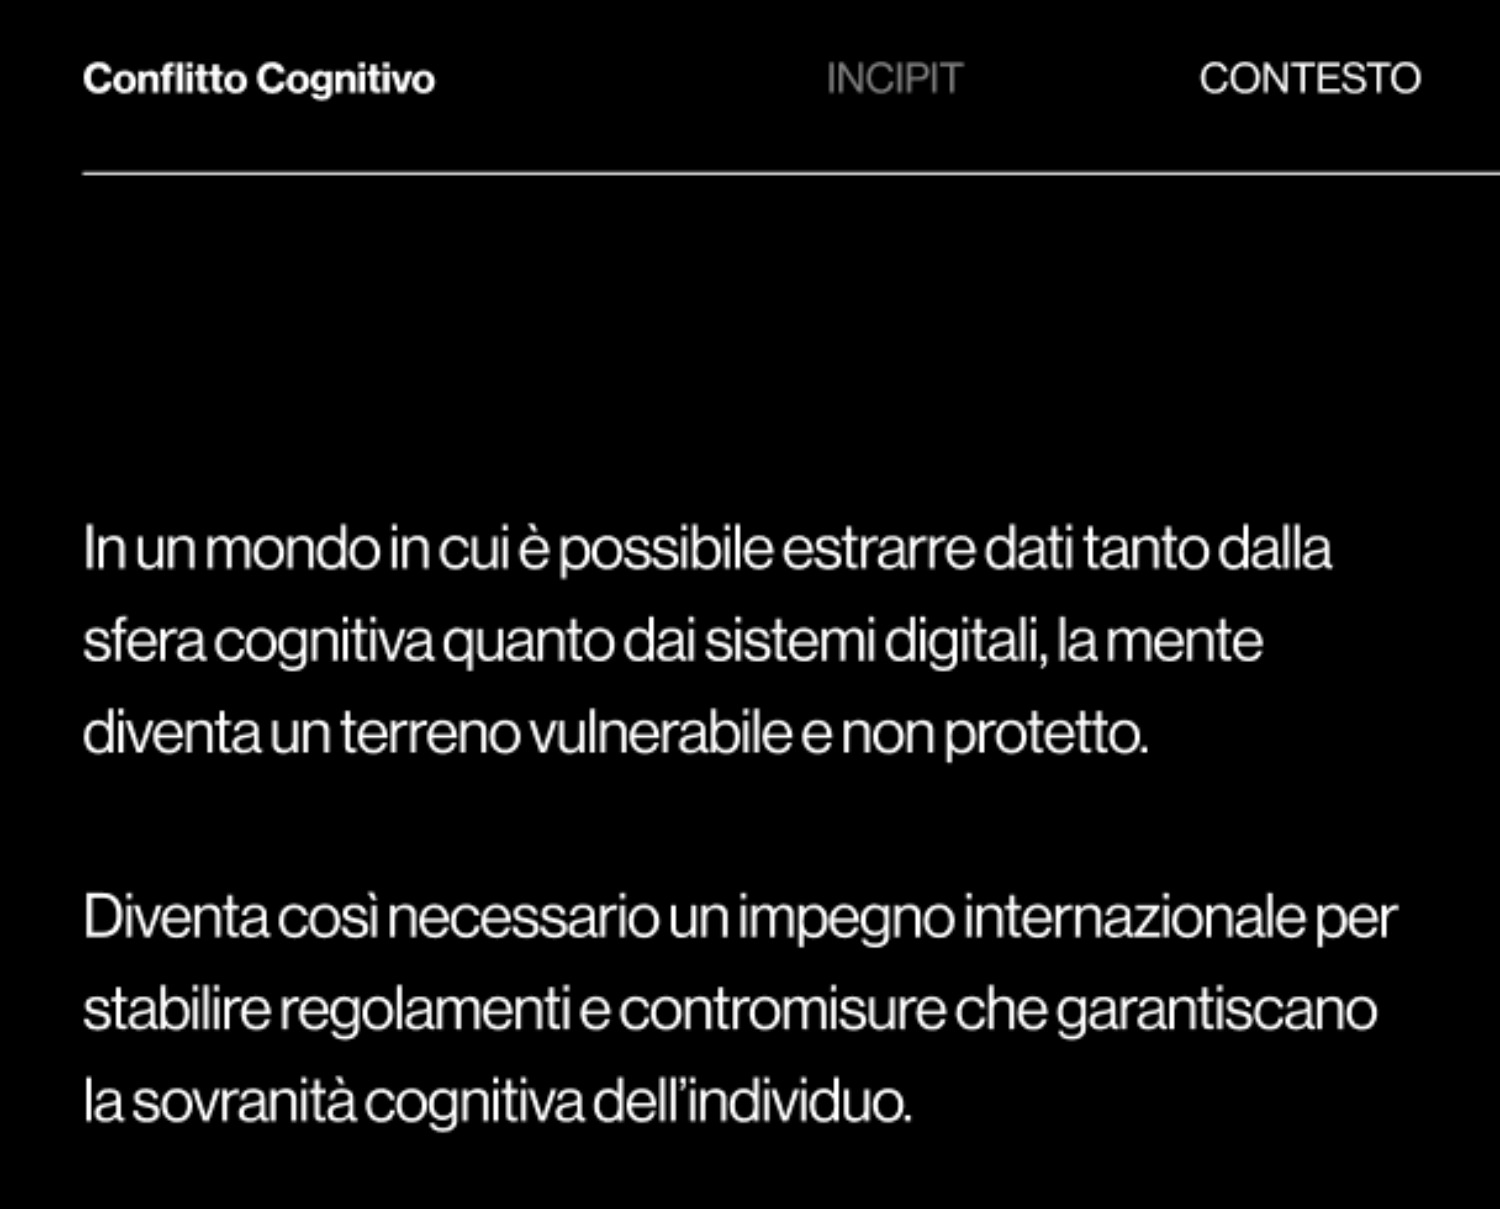 Conflitto Cognitivo INCIPIT CONTESTO
In un mondo in cui è possibile estrarre dati tanto dalla
sfera cognitiva quanto dai sistemi digitali, la mente
diventa un terreno vulnerabile e non protetto.
Diventa così necessario un impegno internazionale per
stabilire regolamenti e contromisure che garantiscano
la sovranità cognitiva dell’individuo.